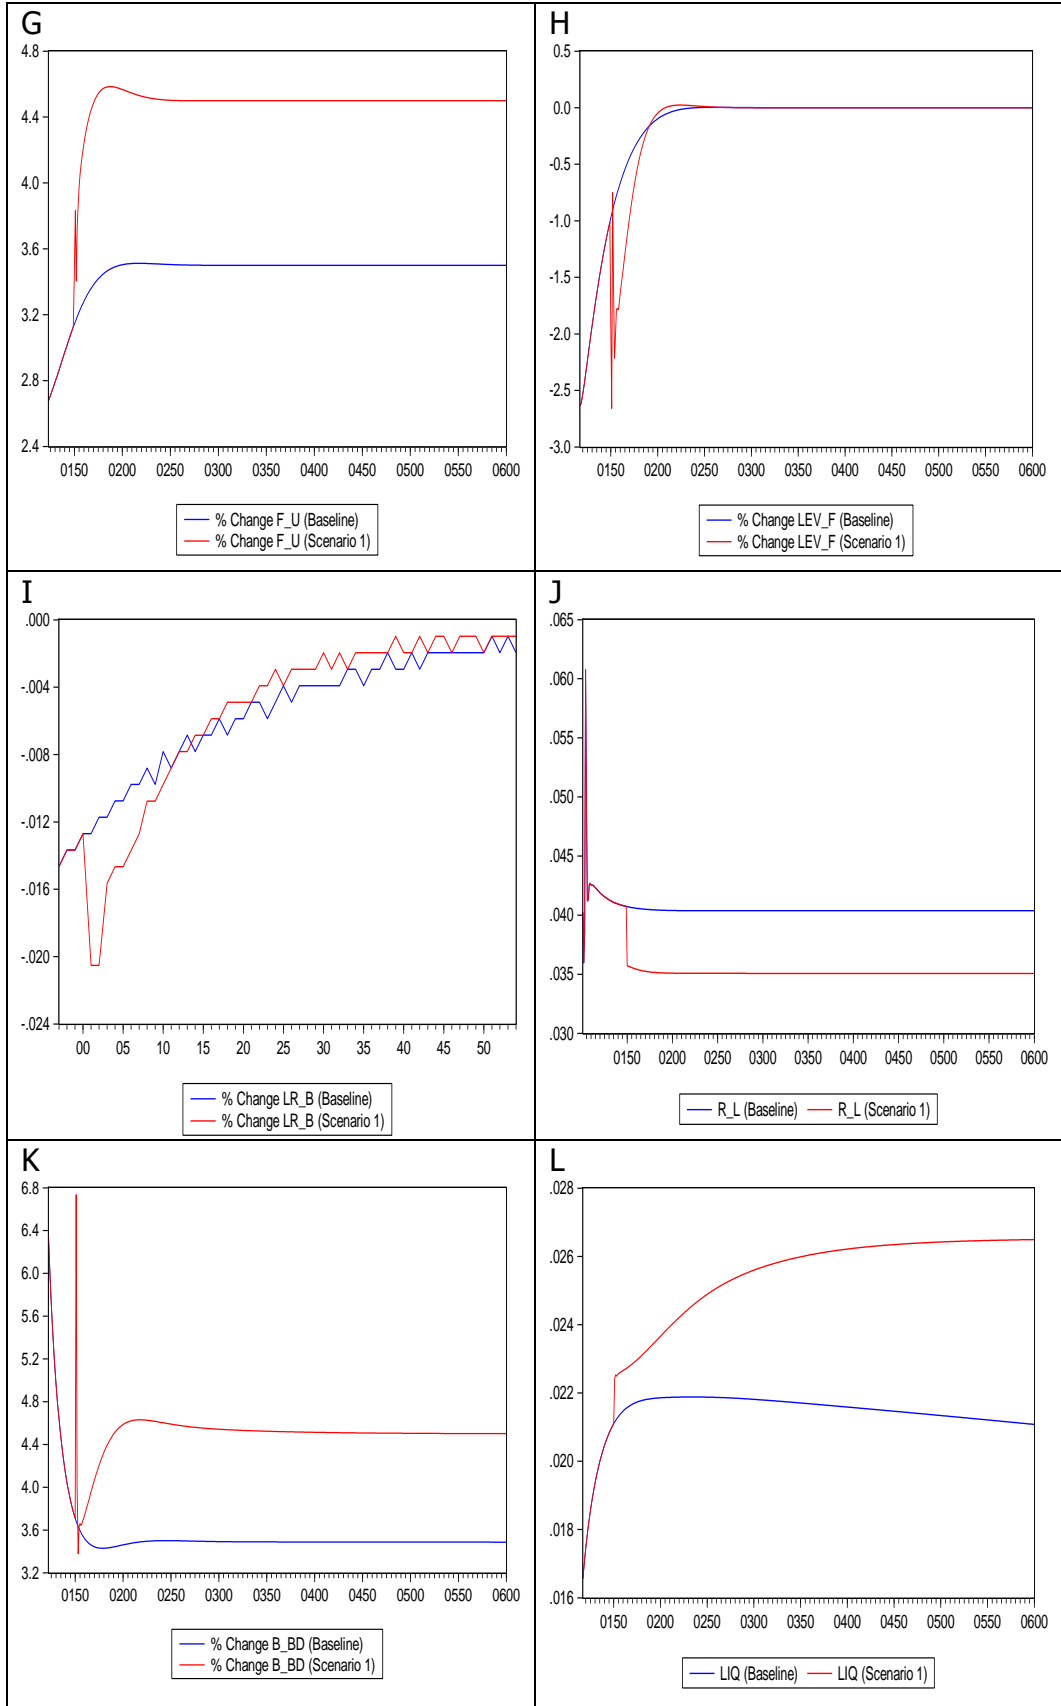 G
4.8
4.4
4.0
3.6
3.2
2.8
2.4
0150 0200 0250 0300 0350 0400 0450 0500 0550 0600
% Change F_U (Baseline)
% Change F_U (Scenario 1)
H
0.5
0.0
-0.5
-1.0
-1.5
-2.0
-2.5
-3.0
0150 0200 0250 0300 0350 0400 0450 0500 0550 0600
% Change LEV_F (Baseline)
% Change LEV_F (Scenario 1)
I
.000
-.004
-.008
-.012
-.016
-.020
-.024
00 05 10 15 20 25 30 35 40 45 50
% Change LR_B (Baseline)
% Change LR_B (Scenario 1)
J
.065
.060
.055
.050
.045
.040
.035
.030
0150 0200 0250 0300 0350 0400 0450 0500 0550 0600
R_L (Baseline) R_L (Scenario 1)
K
6.8
6.4
6.0
5.6
5.2
4.8
4.4
4.0
3.6
3.2
0150 0200 0250 0300 0350 0400 0450 0500 0550 0600
% Change B_BD (Baseline)
% Change B_BD (Scenario 1)
L
.028
.026
.024
.022
.020
.018
.016
0150 0200 0250 0300 0350 0400 0450 0500 0550 0600
LIQ (Baseline) LIQ (Scenario 1)